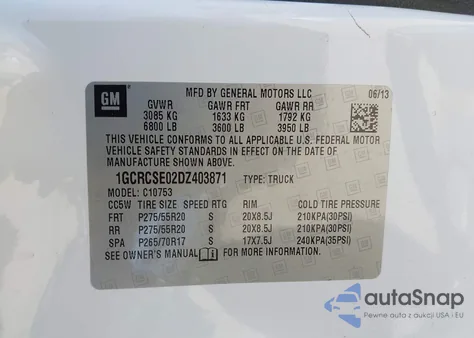 GM
MFD BY GENERAL MOTORS LLC 06/13
GVWR GAWR FRT GAWR RR
3085 KG 1633 KG 1792 KG
6800 LB 3600 LB 3950 LB
THIS VEHICLE CONFORMS TO ALL APPLICABLE U.S. FEDERAL MOTOR
VEHICLE SAFETY STANDARDS IN EFFECT ON THE DATE OF
MANUFACTURE SHOWN ABOVE.
1GCRCSE02DZ403871 TYPE: TRUCK
MODEL: C10753
CC5W TIRE SIZE SPEED RTG RIM COLD TIRE PRESSURE
FRT P275/55R20 S 20X8.5J 210KPA(30PSI)
RR P275/55R20 S 20X8.5J 210KPA(30PSI)
SPA P265/70R17 S 17X7.5J 240KPA(35PSI)
SEE OWNER'S MANUAL FOR MORE INFORMATION.
autoSnap
Pewne auta z USA i EU